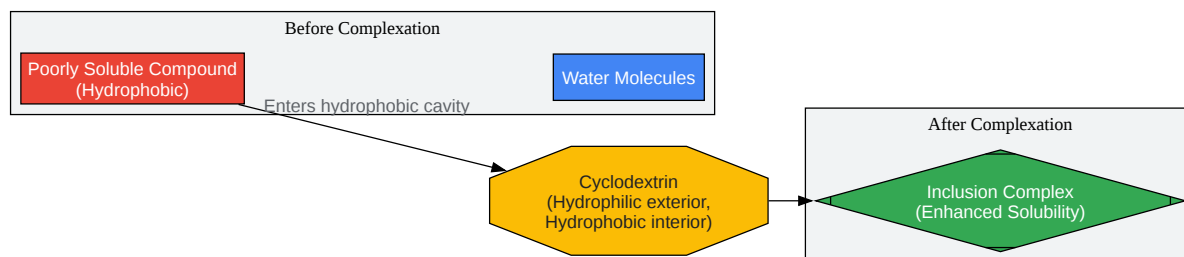 Before Complexation
Poorly Soluble Compound
(Hydrophobic)
Water Molecules
Enters hydrophobic cavity
After Complexation
Cyclodextrin
(Hydrophilic exterior,
Hydrophobic interior)
Inclusion Complex
(Enhanced Solubility)